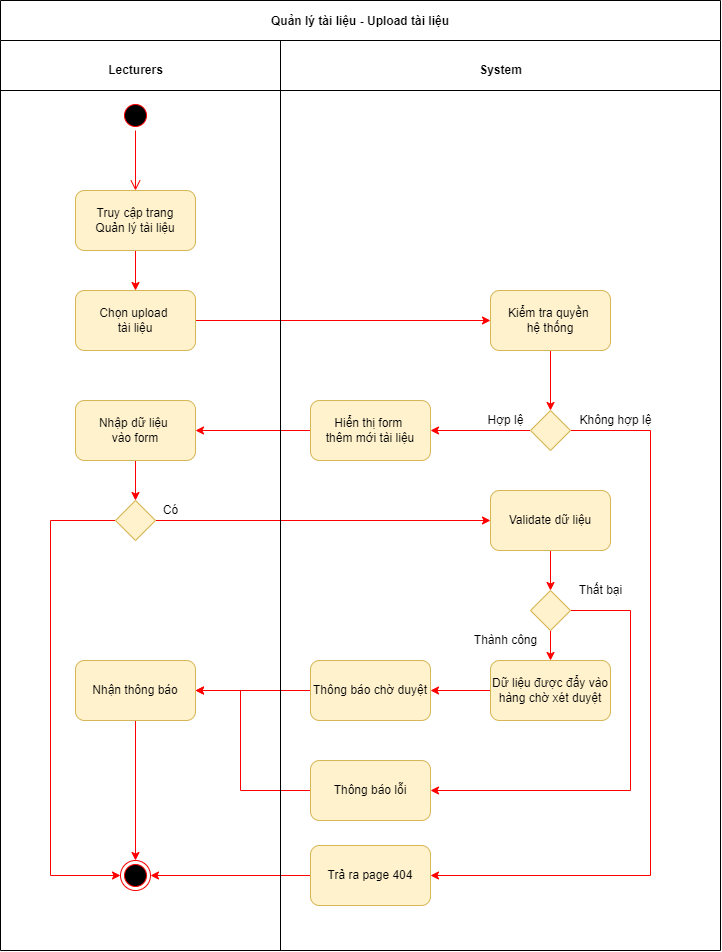 Quản lý tài liệu - Upload tài liệu
Lecturers
System
Truy cập trang
Quản lý tài liệu
Chọn upload
tài liệu
Kiểm tra quyền
hệ thống
Hợp lệ
Không hợp lệ
Hiển thị form
thêm mới tài liệu
Nhập dữ liệu
vào form
Có
Validate dữ liệu
Thất bại
Thành công
Dữ liệu được đẩy vào
hàng chờ xét duyệt
Thông báo chờ duyệt
Nhận thông báo
Thông báo lỗi
Trả ra page 404